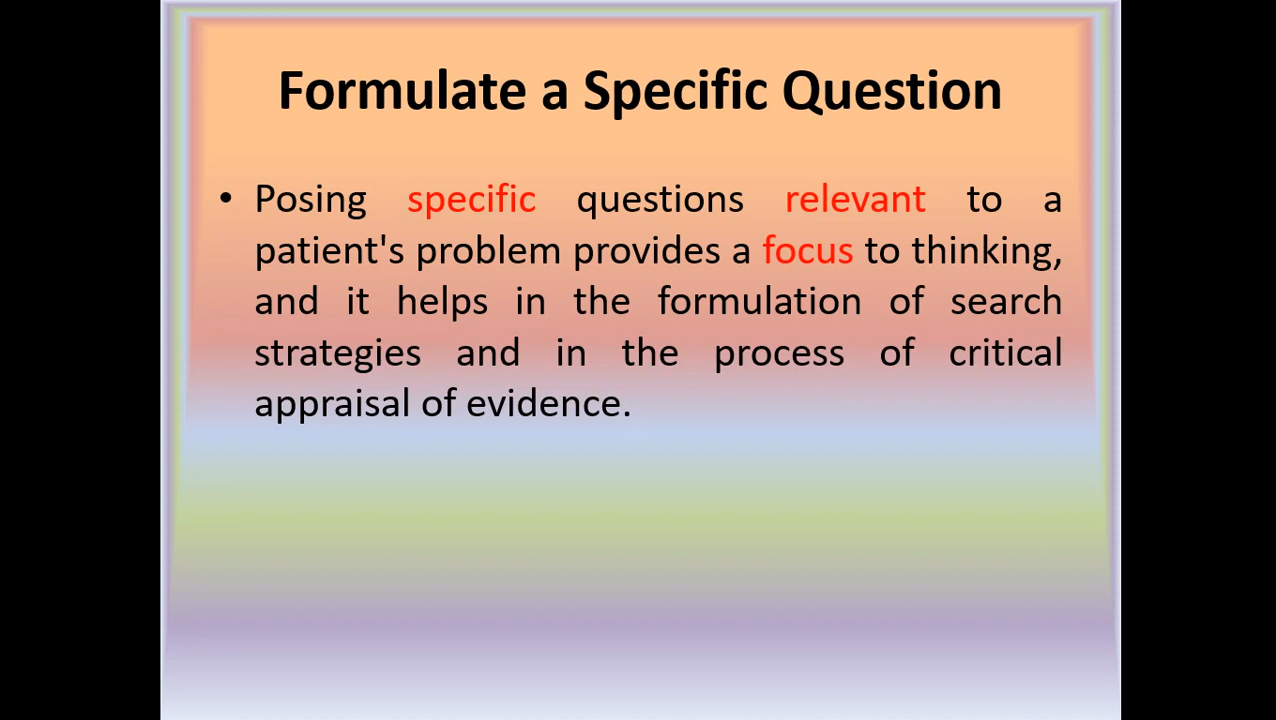 Formulate a Specific Question
• Posing specific questions relevant to a
patient's problem provides a focus to thinking,
and it helps in the formulation of search
strategies and in the process of critical
appraisal of evidence.